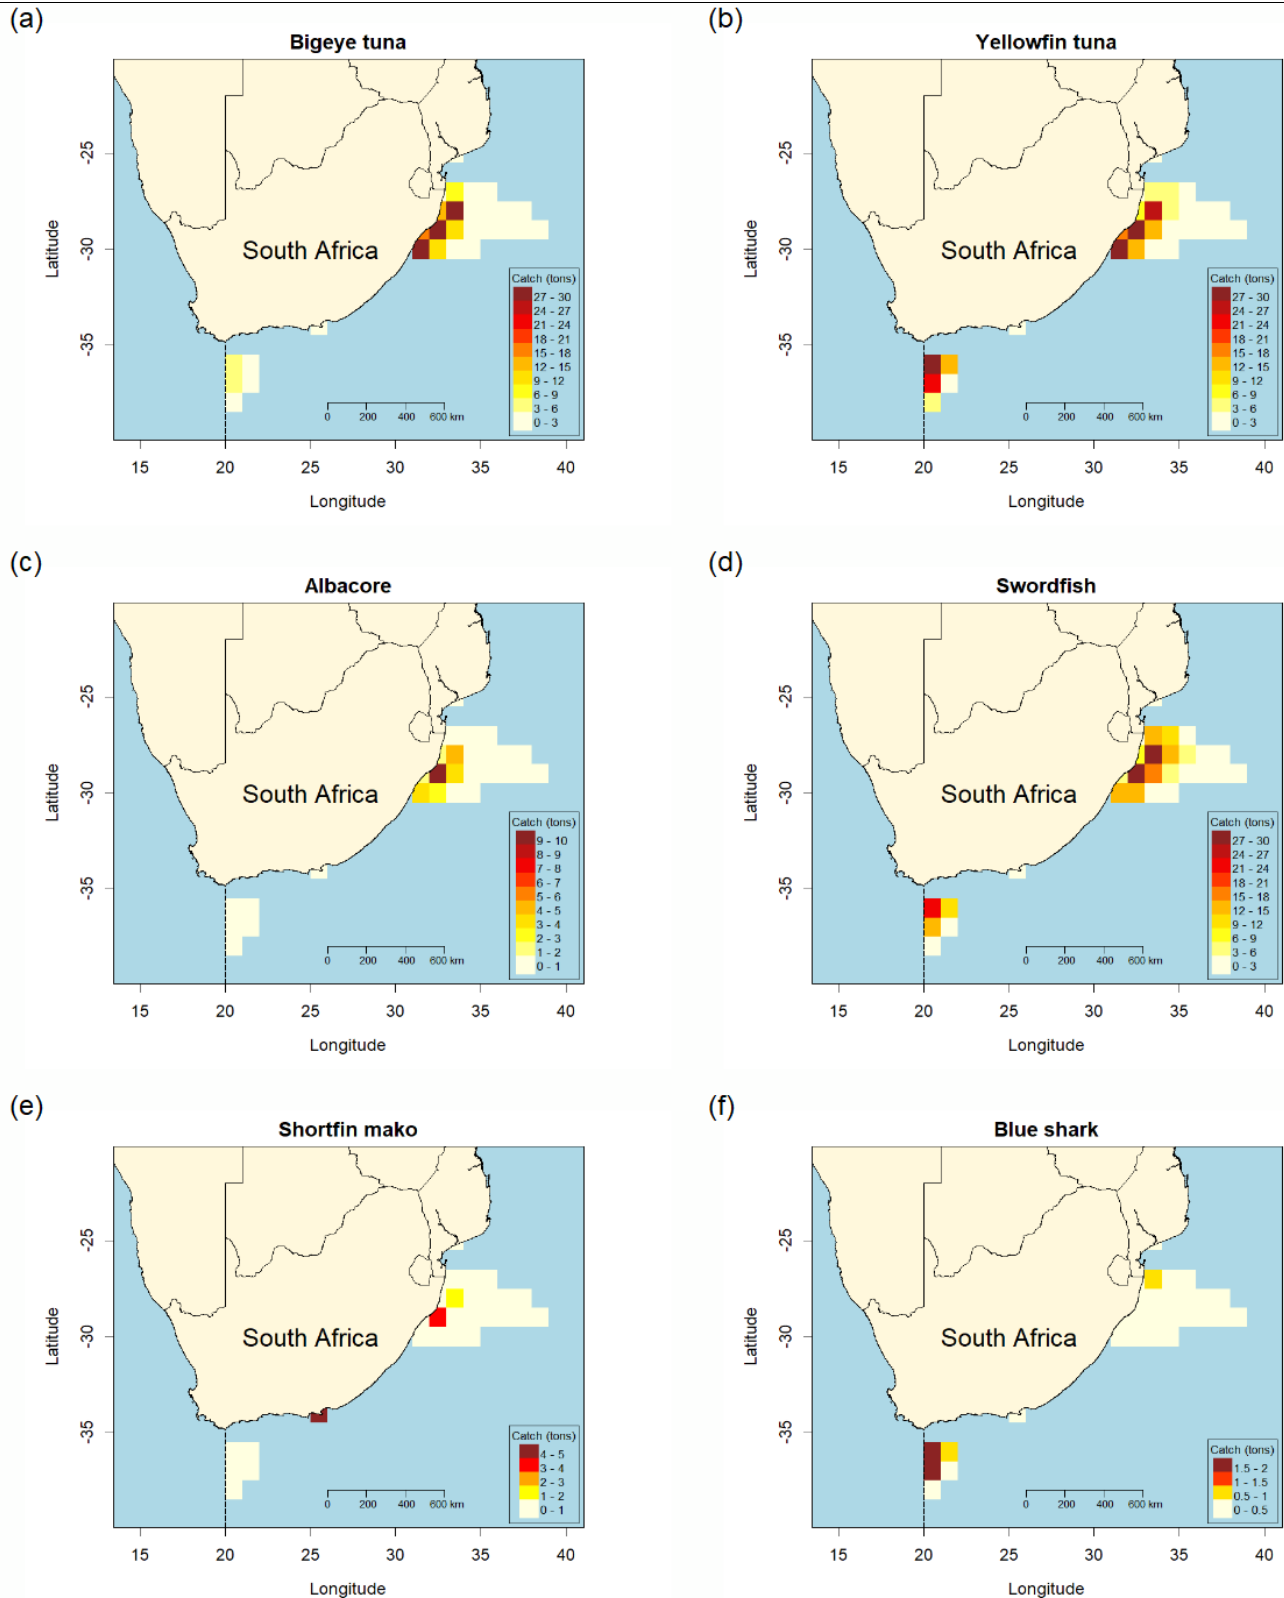 (a)
Bigeye tuna
Latitude
-25
-30
-35
South Africa
Catch (tons)
27 - 30
24 - 27
21 - 24
18 - 21
15 - 18
12 - 15
9 - 12
6 - 9
3 - 6
0 - 3
0 200 400 600 km
15 20 25 30 35 40
Longitude
(b)
Yellowfin tuna
Latitude
-25
-30
-35
South Africa
Catch (tons)
27 - 30
24 - 27
21 - 24
18 - 21
15 - 18
12 - 15
9 - 12
6 - 9
3 - 6
0 - 3
0 200 400 600 km
15 20 25 30 35 40
Longitude
(c)
Albacore
Latitude
-25
-30
-35
South Africa
Catch (tons)
9 - 10
8 - 9
7 - 8
6 - 7
5 - 6
4 - 5
3 - 4
2 - 3
1 - 2
0 - 1
0 200 400 600 km
15 20 25 30 35 40
Longitude
(d)
Swordfish
Latitude
-25
-30
-35
South Africa
Catch (tons)
27 - 30
24 - 27
21 - 24
18 - 21
15 - 18
12 - 15
9 - 12
6 - 9
3 - 6
0 - 3
0 200 400 600 km
15 20 25 30 35 40
Longitude
(e)
Shortfin mako
Latitude
-25
-30
-35
South Africa
Catch (tons)
4 - 5
3 - 4
2 - 3
1 - 2
0 - 1
0 200 400 600 km
15 20 25 30 35 40
Longitude
(f)
Blue shark
Latitude
-25
-30
-35
South Africa
Catch (tons)
1.5 - 2
1 - 1.5
0.5 - 1
0 - 0.5
0 200 400 600 km
15 20 25 30 35 40
Longitude